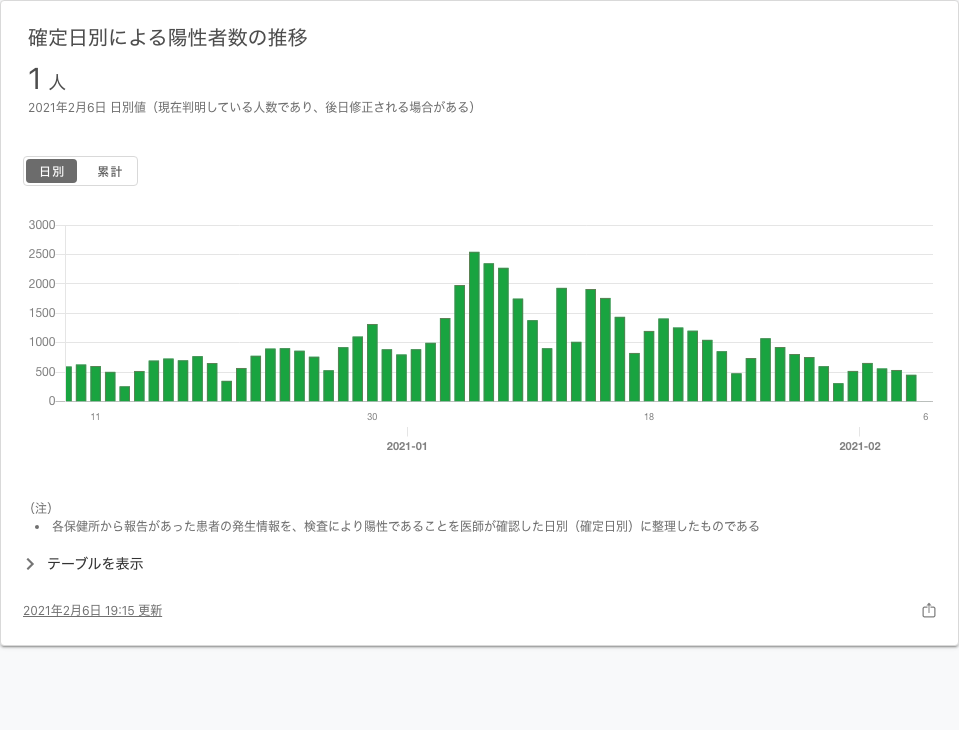 確定日別による陽性者数の推移
1 人
2021年2月6日 日別値（現在判明している人数であり、後日修正される場合がある）
日別 累計
3000
2500
2000
1500
1000
500
0
11 30 18 6
2021-01 2021-02
（注）
• 各保健所から報告があった患者の発生情報を、検査により陽性であることを医師が確認した日別（確定日別）に整理したものである
テーブルを表示
2021年2月6日 19:15 更新